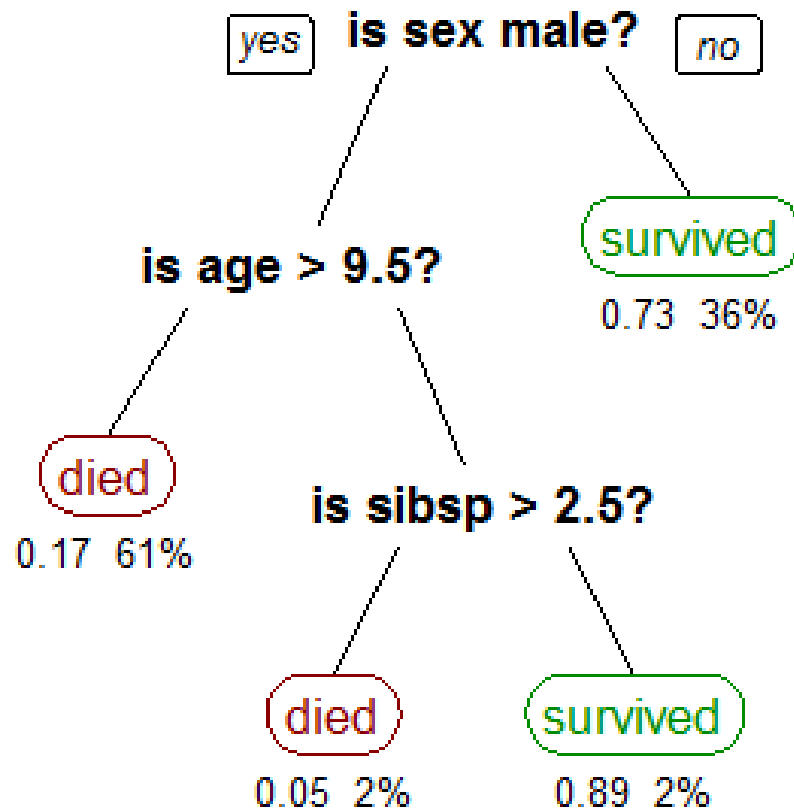 yes is sex male? no
survived
0.73 36%
is age > 9.5?
died
0.17 61%
is sibsp > 2.5?
died survived
0.05 2% 0.89 2%